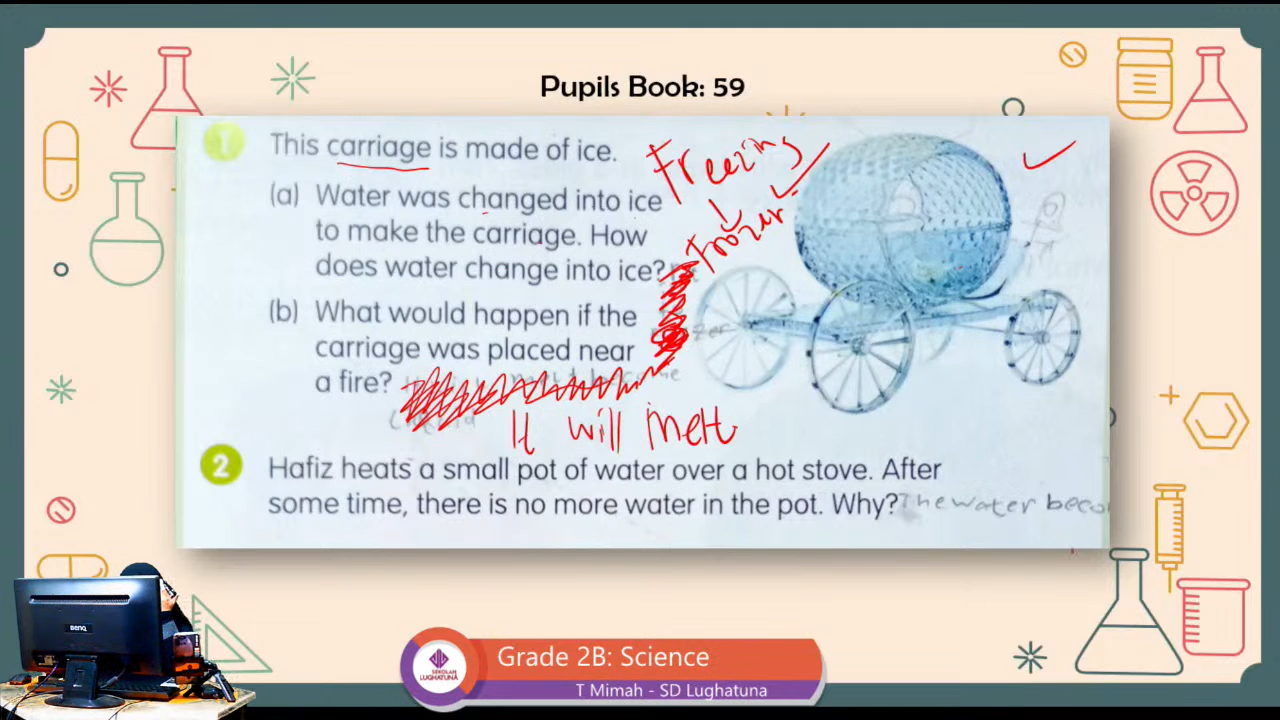 Pupils Book: 59
1
This carriage is made of ice.
Freezing
(a) Water was changed into ice
to make the carriage. How
does water change into ice?
Frozen
(b) What would happen if the
carriage was placed near
a fire?
It will melt
2
Hafiz heats a small pot of water over a hot stove. After
some time, there is no more water in the pot. Why? The water beco
BENQ
SEKOLAH
LUGHATUNA
Grade 2B: Science
T Mimah - SD Lughatuna